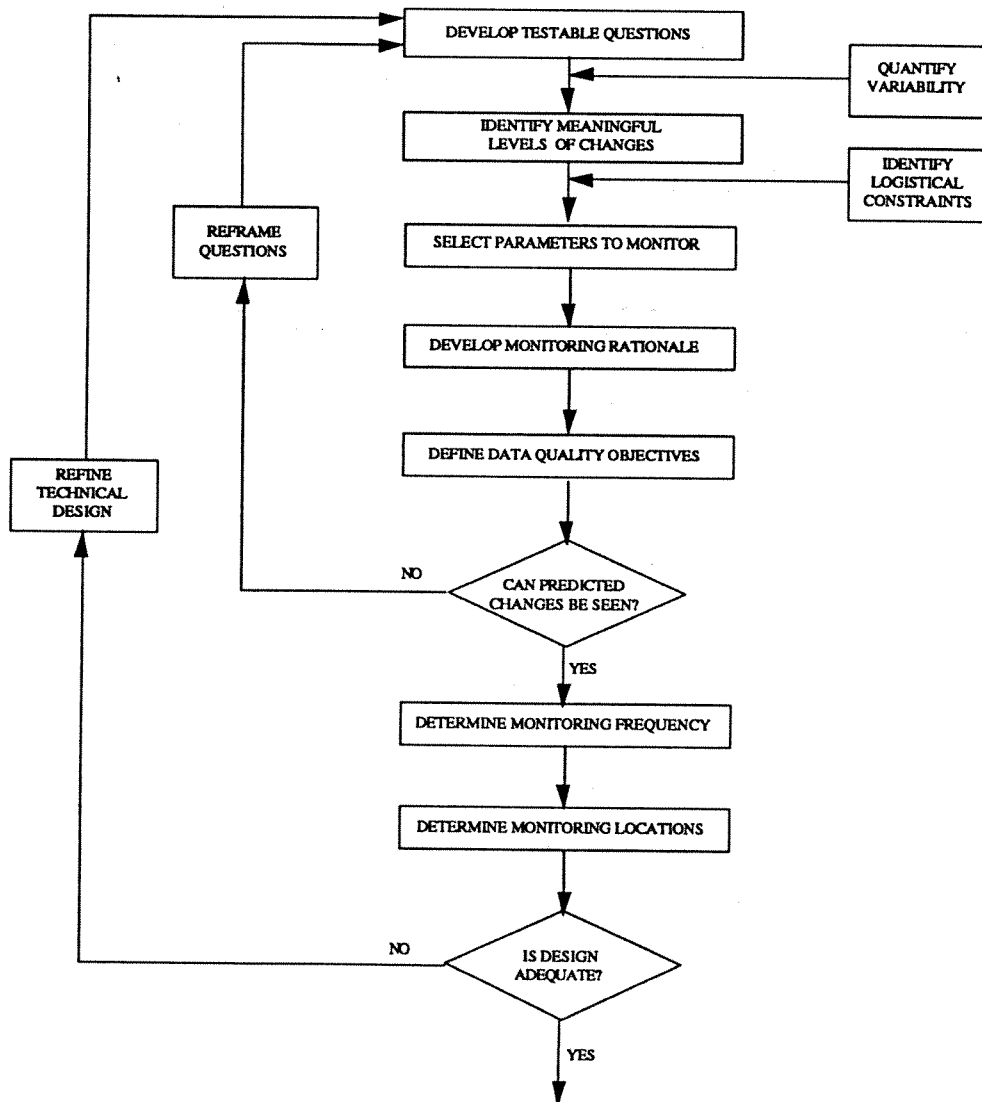 DEVELOP TESTABLE QUESTIONS
QUANTIFY
VARIABILITY
IDENTIFY MEANINGFUL
LEVELS OF CHANGES
IDENTIFY
LOGISTICAL
CONSTRAINTS
REFRAME
QUESTIONS
SELECT PARAMETERS TO MONITOR
DEVELOP MONITORING RATIONALE
DEFINE DATA QUALITY OBJECTIVES
REFINE
TECHNICAL
DESIGN
NO
CAN PREDICTED
CHANGES BE SEEN?
YES
DETERMINE MONITORING FREQUENCY
DETERMINE MONITORING LOCATIONS
NO
IS DESIGN
ADEQUATE?
YES